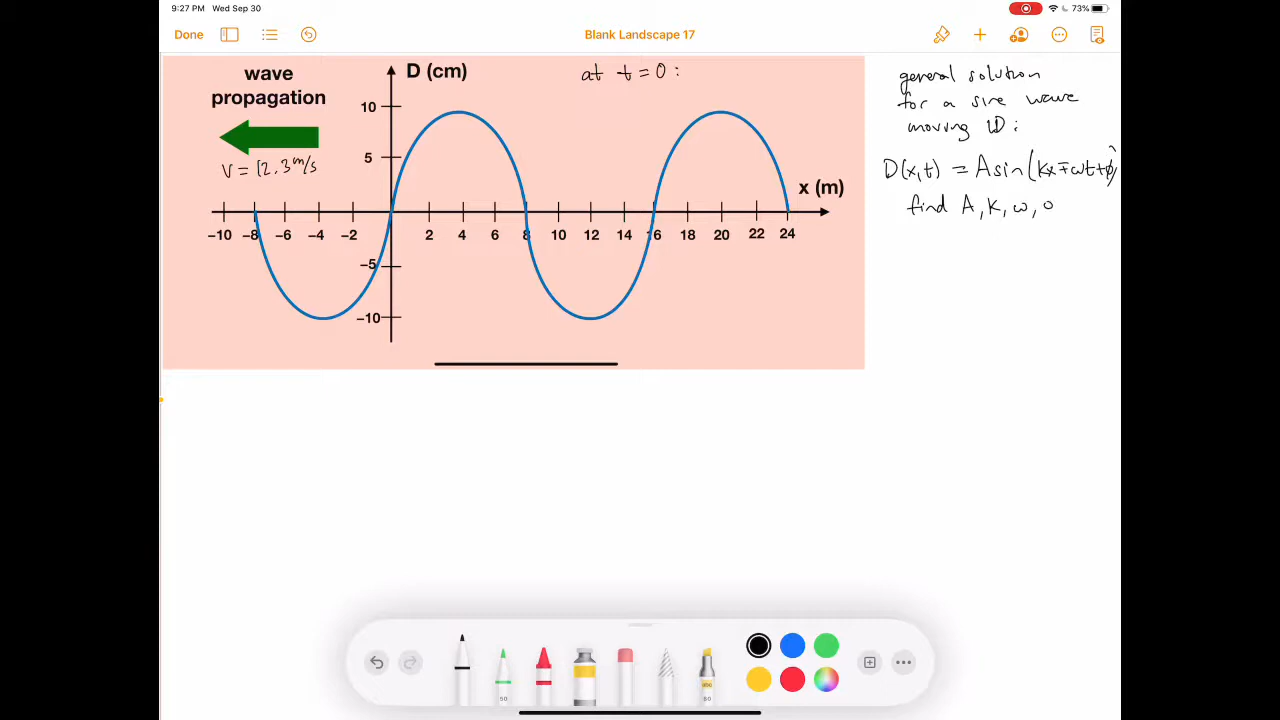 9:27 PM Wed Sep 30
73%
Done
Blank Landscape 17
wave
propagation
v = 12.3 m/s
D (cm)
at t = 0 :
10
5
-5
-10
x (m)
-10 -8 -6 -4 -2 2 4 6 8 10 12 14 16 18 20 22 24
general solution
for a sine wave
moving 1D :
D(x,t) = A sin(kx ∓ ωt + ϕ)
find A, k, ω,
50
50